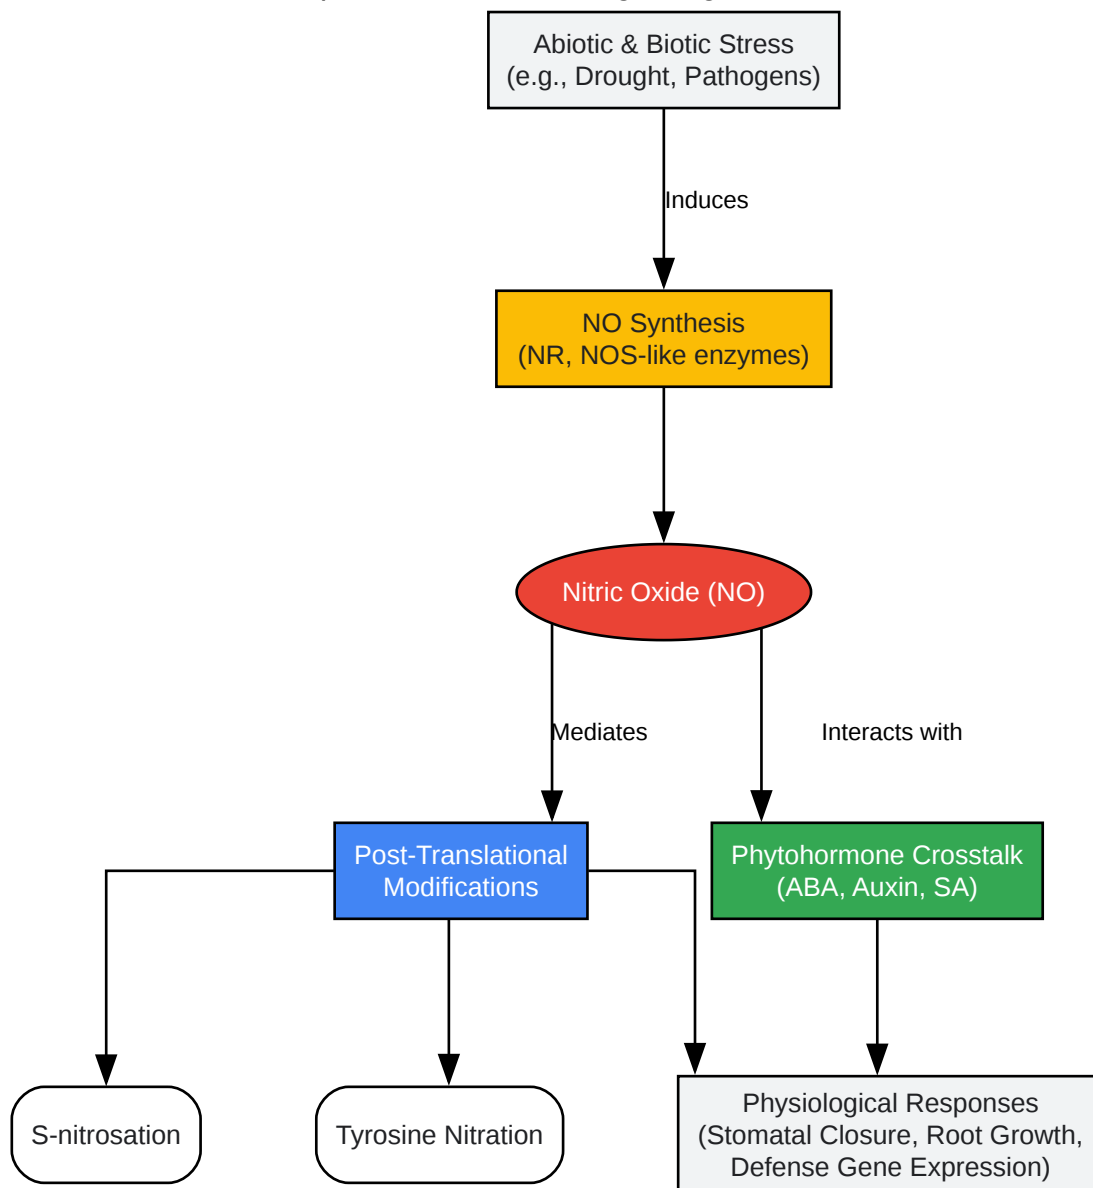 Abiotic & Biotic Stress
(e.g., Drought, Pathogens)
Induces
NO Synthesis
(NR, NOS-like enzymes)
Nitric Oxide (NO)
Mediates
Interacts with
Post-Translational
Modifications
Phytohormone Crosstalk
(ABA, Auxin, SA)
S-nitrosation
Tyrosine Nitration
Physiological Responses
(Stomatal Closure, Root Growth,
Defense Gene Expression)